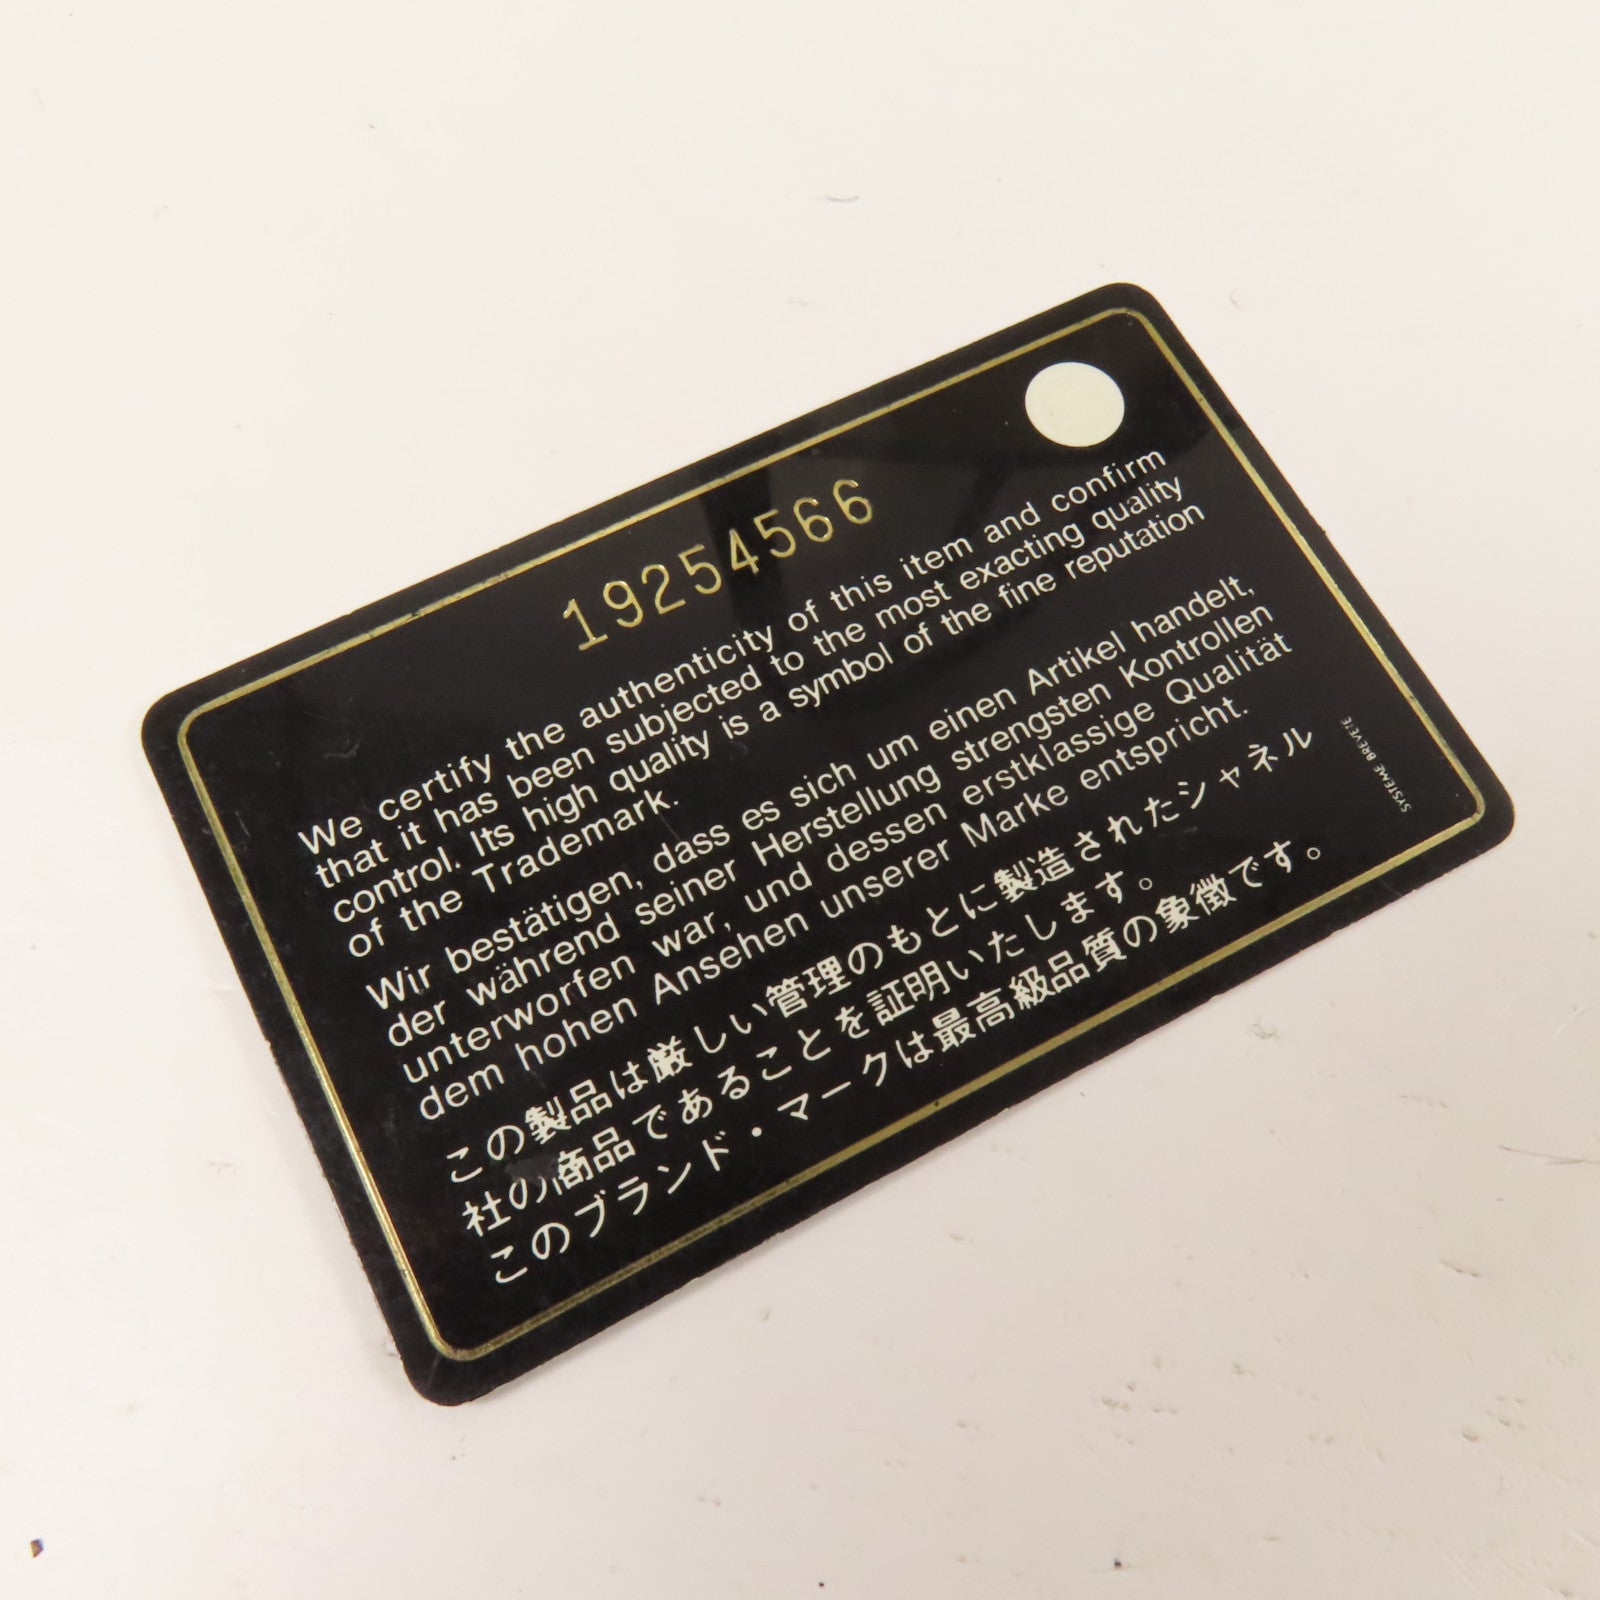 19254566
We certify the authenticity of this item and confirm
that it has been subjected to the most exacting quality
control. Its high quality is a symbol of the fine reputation
of the Trademark.
Wir bestätigen, dass es sich um einen Artikel handelt,
der während seiner Herstellung strengsten Kontrollen
unterworfen war, und dessen erstklassige Qualität
dem hohen Ansehen unserer Marke entspricht.
この製品は厳しい管理のもとに製造されたシャネル
社の商品であることを証明いたします。
このブランド・マークは最高級品質の象徴です。
SYSTEME BREVETE